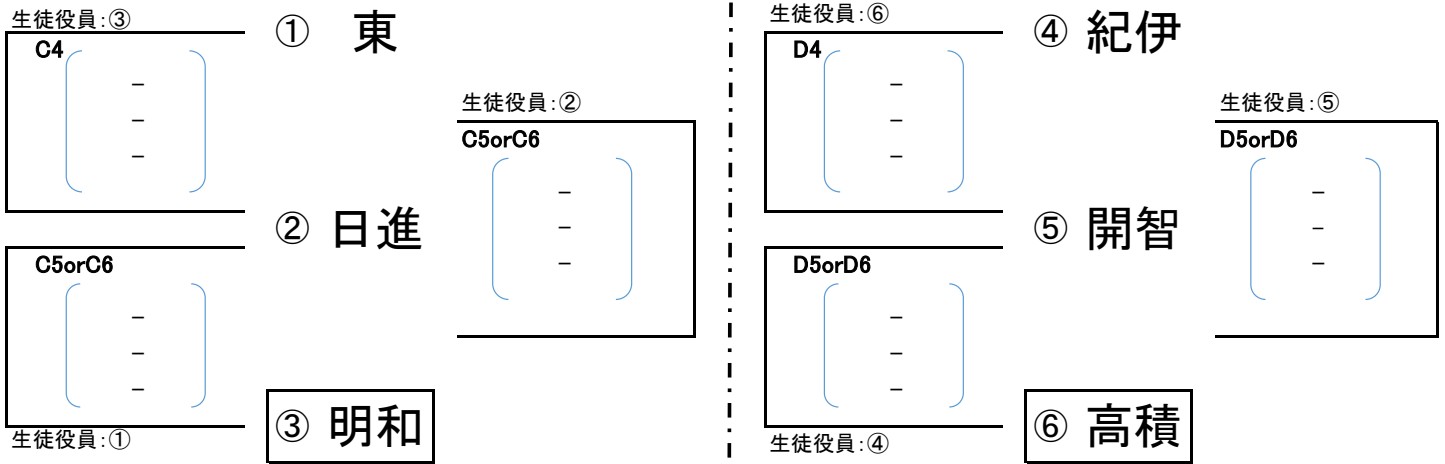 生徒役員:③
C4
① 東
－
－
－
生徒役員:②
C5orC6
－
－
－
② 日進
C5orC6
－
－
－
③ 明和
生徒役員:①
生徒役員:⑥
D4
④ 紀伊
－
－
－
生徒役員:⑤
D5orD6
－
－
－
⑤ 開智
D5orD6
－
－
－
⑥ 高積
生徒役員:④